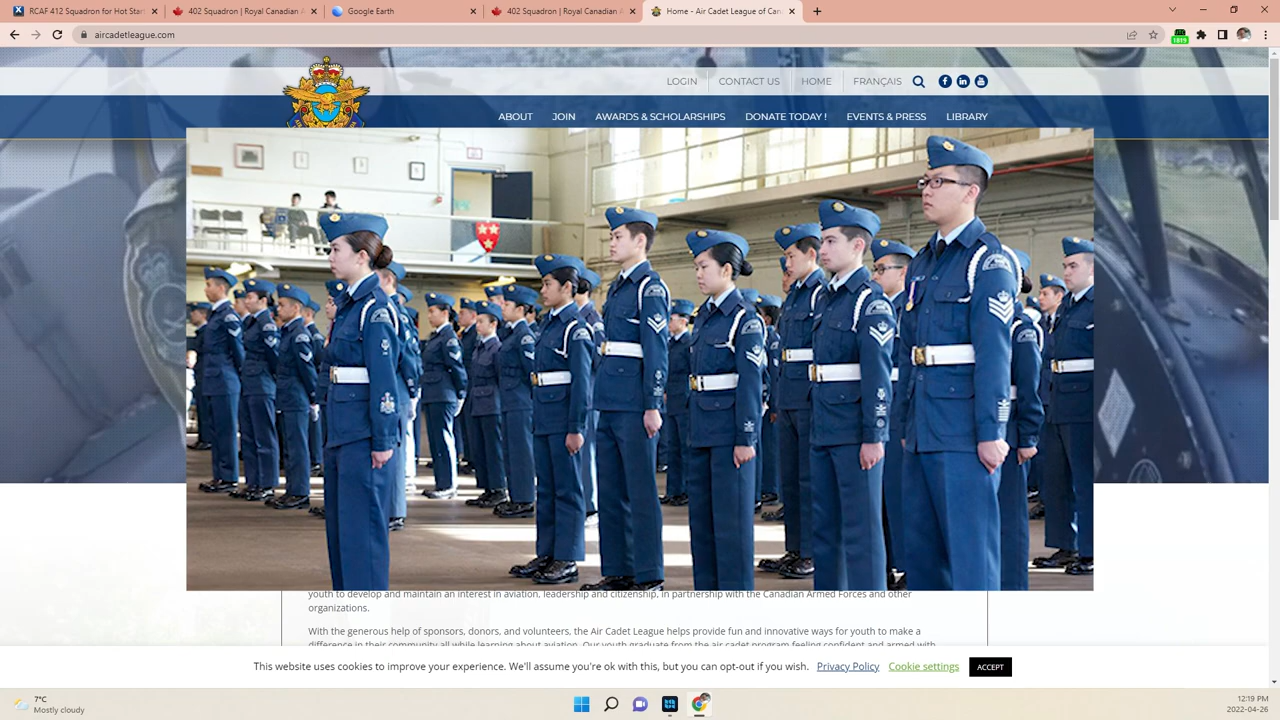 RCAF 412 Squadron for Hot Start
402 Squadron | Royal Canadian A
Google Earth
402 Squadron | Royal Canadian A
Home - Air Cadet League of Can
aircadetleague.com
1819
LOGIN
CONTACT US
HOME
FRANÇAIS
ABOUT
JOIN
AWARDS & SCHOLARSHIPS
DONATE TODAY !
EVENTS & PRESS
LIBRARY
youth to develop and maintain an interest in aviation, leadership and citizenship, in partnership with the Canadian Armed Forces and other
organizations.
With the generous help of sponsors, donors, and volunteers, the Air Cadet League helps provide fun and innovative ways for youth to make a
difference in their community all while learning about aviation. Our youth graduate from the air cadet program feeling confident and armed with
This website uses cookies to improve your experience. We'll assume you're ok with this, but you can opt-out if you wish. Privacy Policy Cookie settings ACCEPT
7°C
Mostly cloudy
12:19 PM
2022-04-26